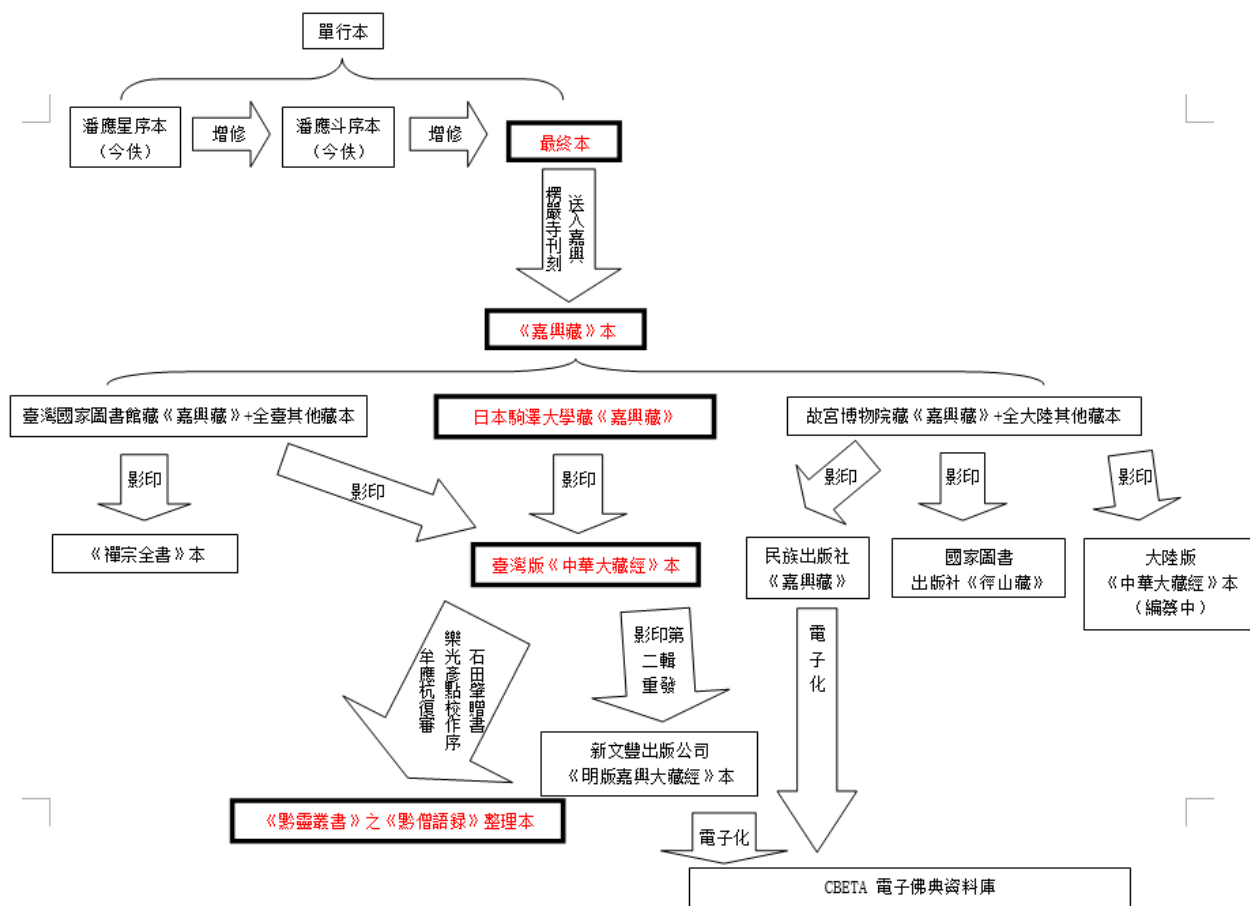 單行本
潘應星序本
（今佚）
增修
潘應斗序本
（今佚）
增修
最終本
送入嘉興
楞嚴寺刊刻
《嘉興藏》本
臺灣國家圖書館藏《嘉興藏》+全臺其他藏本
日本駒澤大學藏《嘉興藏》
故宮博物院藏《嘉興藏》+全大陸其他藏本
影印
影印
影印
影印
影印
影印
《禪宗全書》本
臺灣版《中華大藏經》本
民族出版社
《嘉興藏》
國家圖書
出版社《徑山藏》
大陸版
《中華大藏經》本
（編纂中）
石田肇贈書
樂光彥點校作序
牟應杭復審
影印第
二輯
重發
電子化
新文豐出版公司
《明版嘉興大藏經》本
《黔靈叢書》之《黔僧語録》整理本
電子化
CBETA 電子佛典資料庫